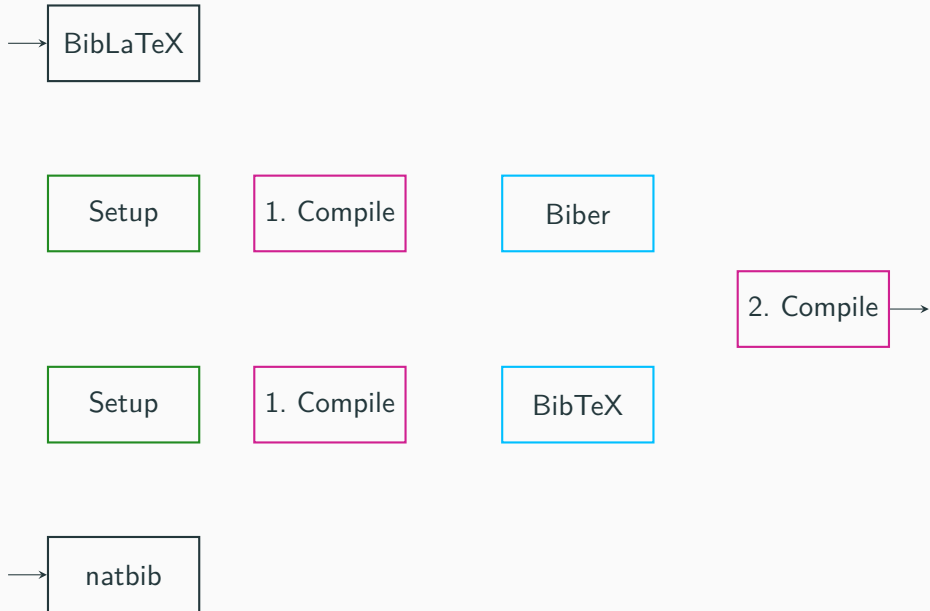 BibLaTeX
Setup
1. Compile
Biber
2. Compile
Setup
1. Compile
BibTeX
natbib